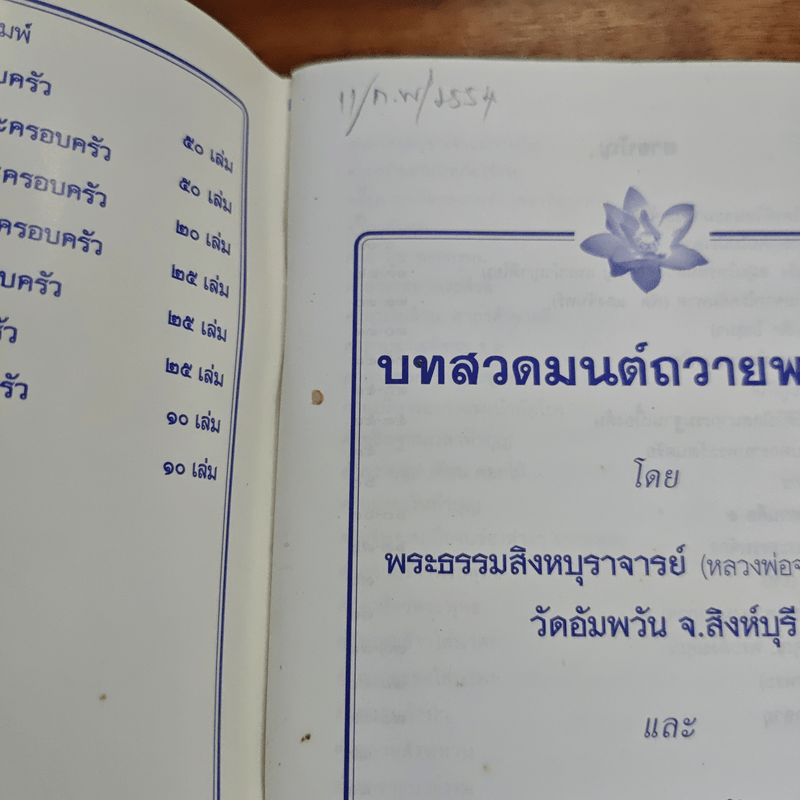 มพ์
บครัว
ะครอบครัว ๕๐ เล่ม
ครอบครัว ๕๐ เล่ม
ครอบครัว ๒๐ เล่ม
บครัว ๒๕ เล่ม
รัว ๒๕ เล่ม
รัว ๒๕ เล่ม
๑๐ เล่ม
๑๐ เล่ม
11/ก.พ/2554
บทสวดมนต์ถวายพ
โดย
พระธรรมสิงหบุราจารย์ (หลวงพ่อจ
วัดอัมพวัน จ.สิงห์บุรี
และ